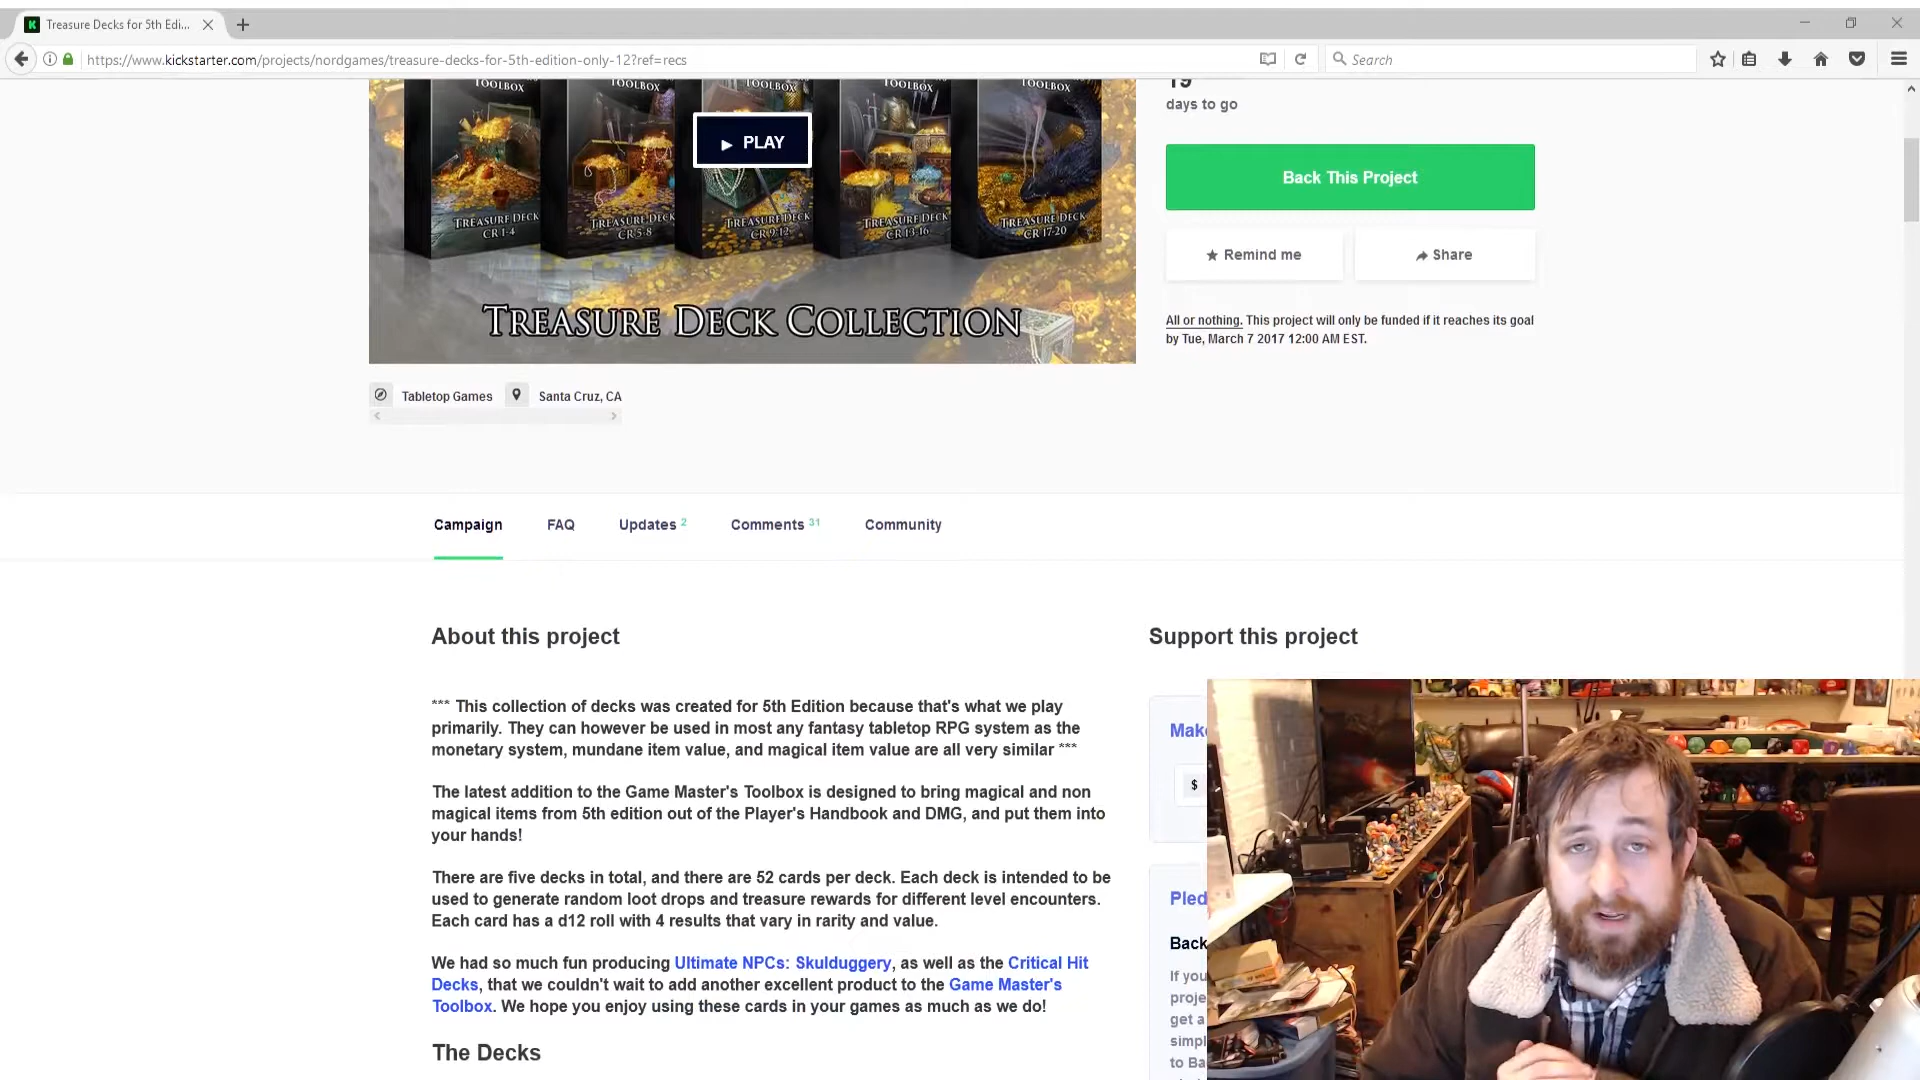 Treasure Decks for 5th Edi...
https://www.kickstarter.com/projects/nordgames/treasure-decks-for-5th-edition-only-12?ref=recs
Search
TOOLBOX TOOLBOX TOOLBOX TOOLBOX TOOLBOX
PLAY
TREASURE DECK CR 1-4
TREASURE DECK CR 5-8
TREASURE DECK CR 9-12
TREASURE DECK CR 13-16
TREASURE DECK CR 17-20
TREASURE DECK COLLECTION
19
days to go
Back This Project
Remind me
Share
All or nothing. This project will only be funded if it reaches its goal
by Tue, March 7 2017 12:00 AM EST.
Tabletop Games
Santa Cruz, CA
Campaign FAQ Updates 2 Comments 31 Community
About this project
*** This collection of decks was created for 5th Edition because that's what we play
primarily. They can however be used in most any fantasy tabletop RPG system as the
monetary system, mundane item value, and magical item value are all very similar ***
The latest addition to the Game Master's Toolbox is designed to bring magical and non
magical items from 5th edition out of the Player's Handbook and DMG, and put them into
your hands!
There are five decks in total, and there are 52 cards per deck. Each deck is intended to be
used to generate random loot drops and treasure rewards for different level encounters.
Each card has a d12 roll with 4 results that vary in rarity and value.
We had so much fun producing Ultimate NPCs: Skulduggery, as well as the Critical Hit
Decks, that we couldn't wait to add another excellent product to the Game Master's
Toolbox. We hope you enjoy using these cards in your games as much as we do!
The Decks
Support this project
Make
$
Pled
Back
If you
proje
get a
simpl
to Ba